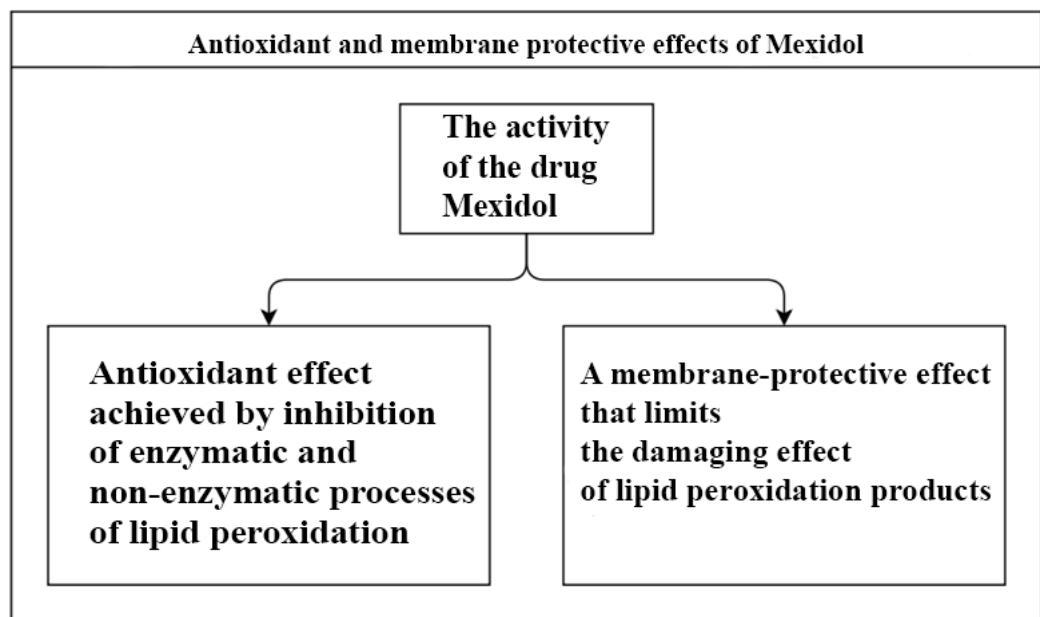 Antioxidant and membrane protective effects of Mexidol
The activity
of the drug
Mexidol
Antioxidant effect
achieved by inhibition
of enzymatic and
non-enzymatic processes
of lipid peroxidation
A membrane-protective effect
that limits
the damaging effect
of lipid peroxidation products